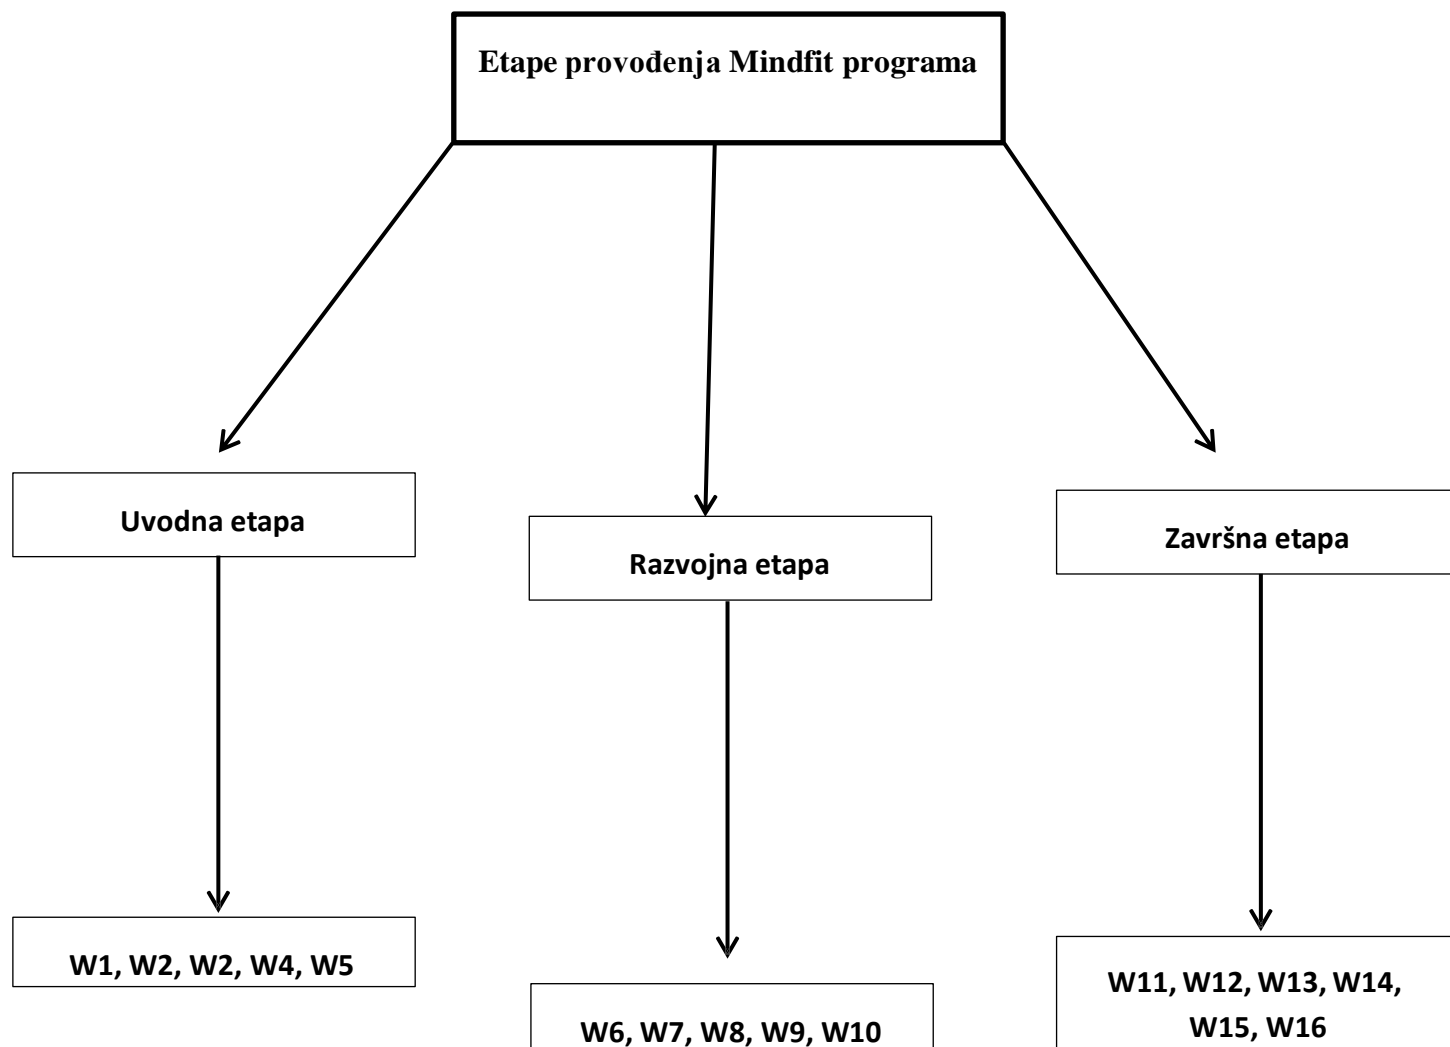 Etape provođenja Mindfit programa
Uvodna etapa
Razvojna etapa
Završna etapa
W1, W2, W2, W4, W5
W6, W7, W8, W9, W10
W11, W12, W13, W14,
W15, W16